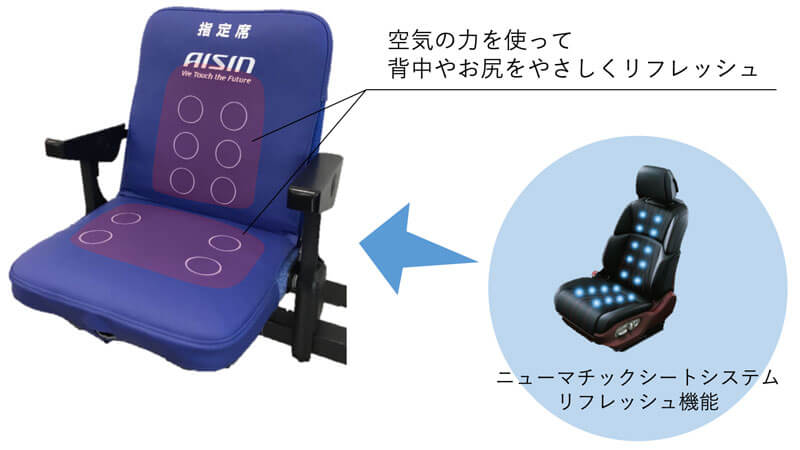 指定席
AISIN
We Touch the Future
空気の力を使って
背中やお尻をやさしくリフレッシュ
ニューマチックシートシステム
リフレッシュ機能